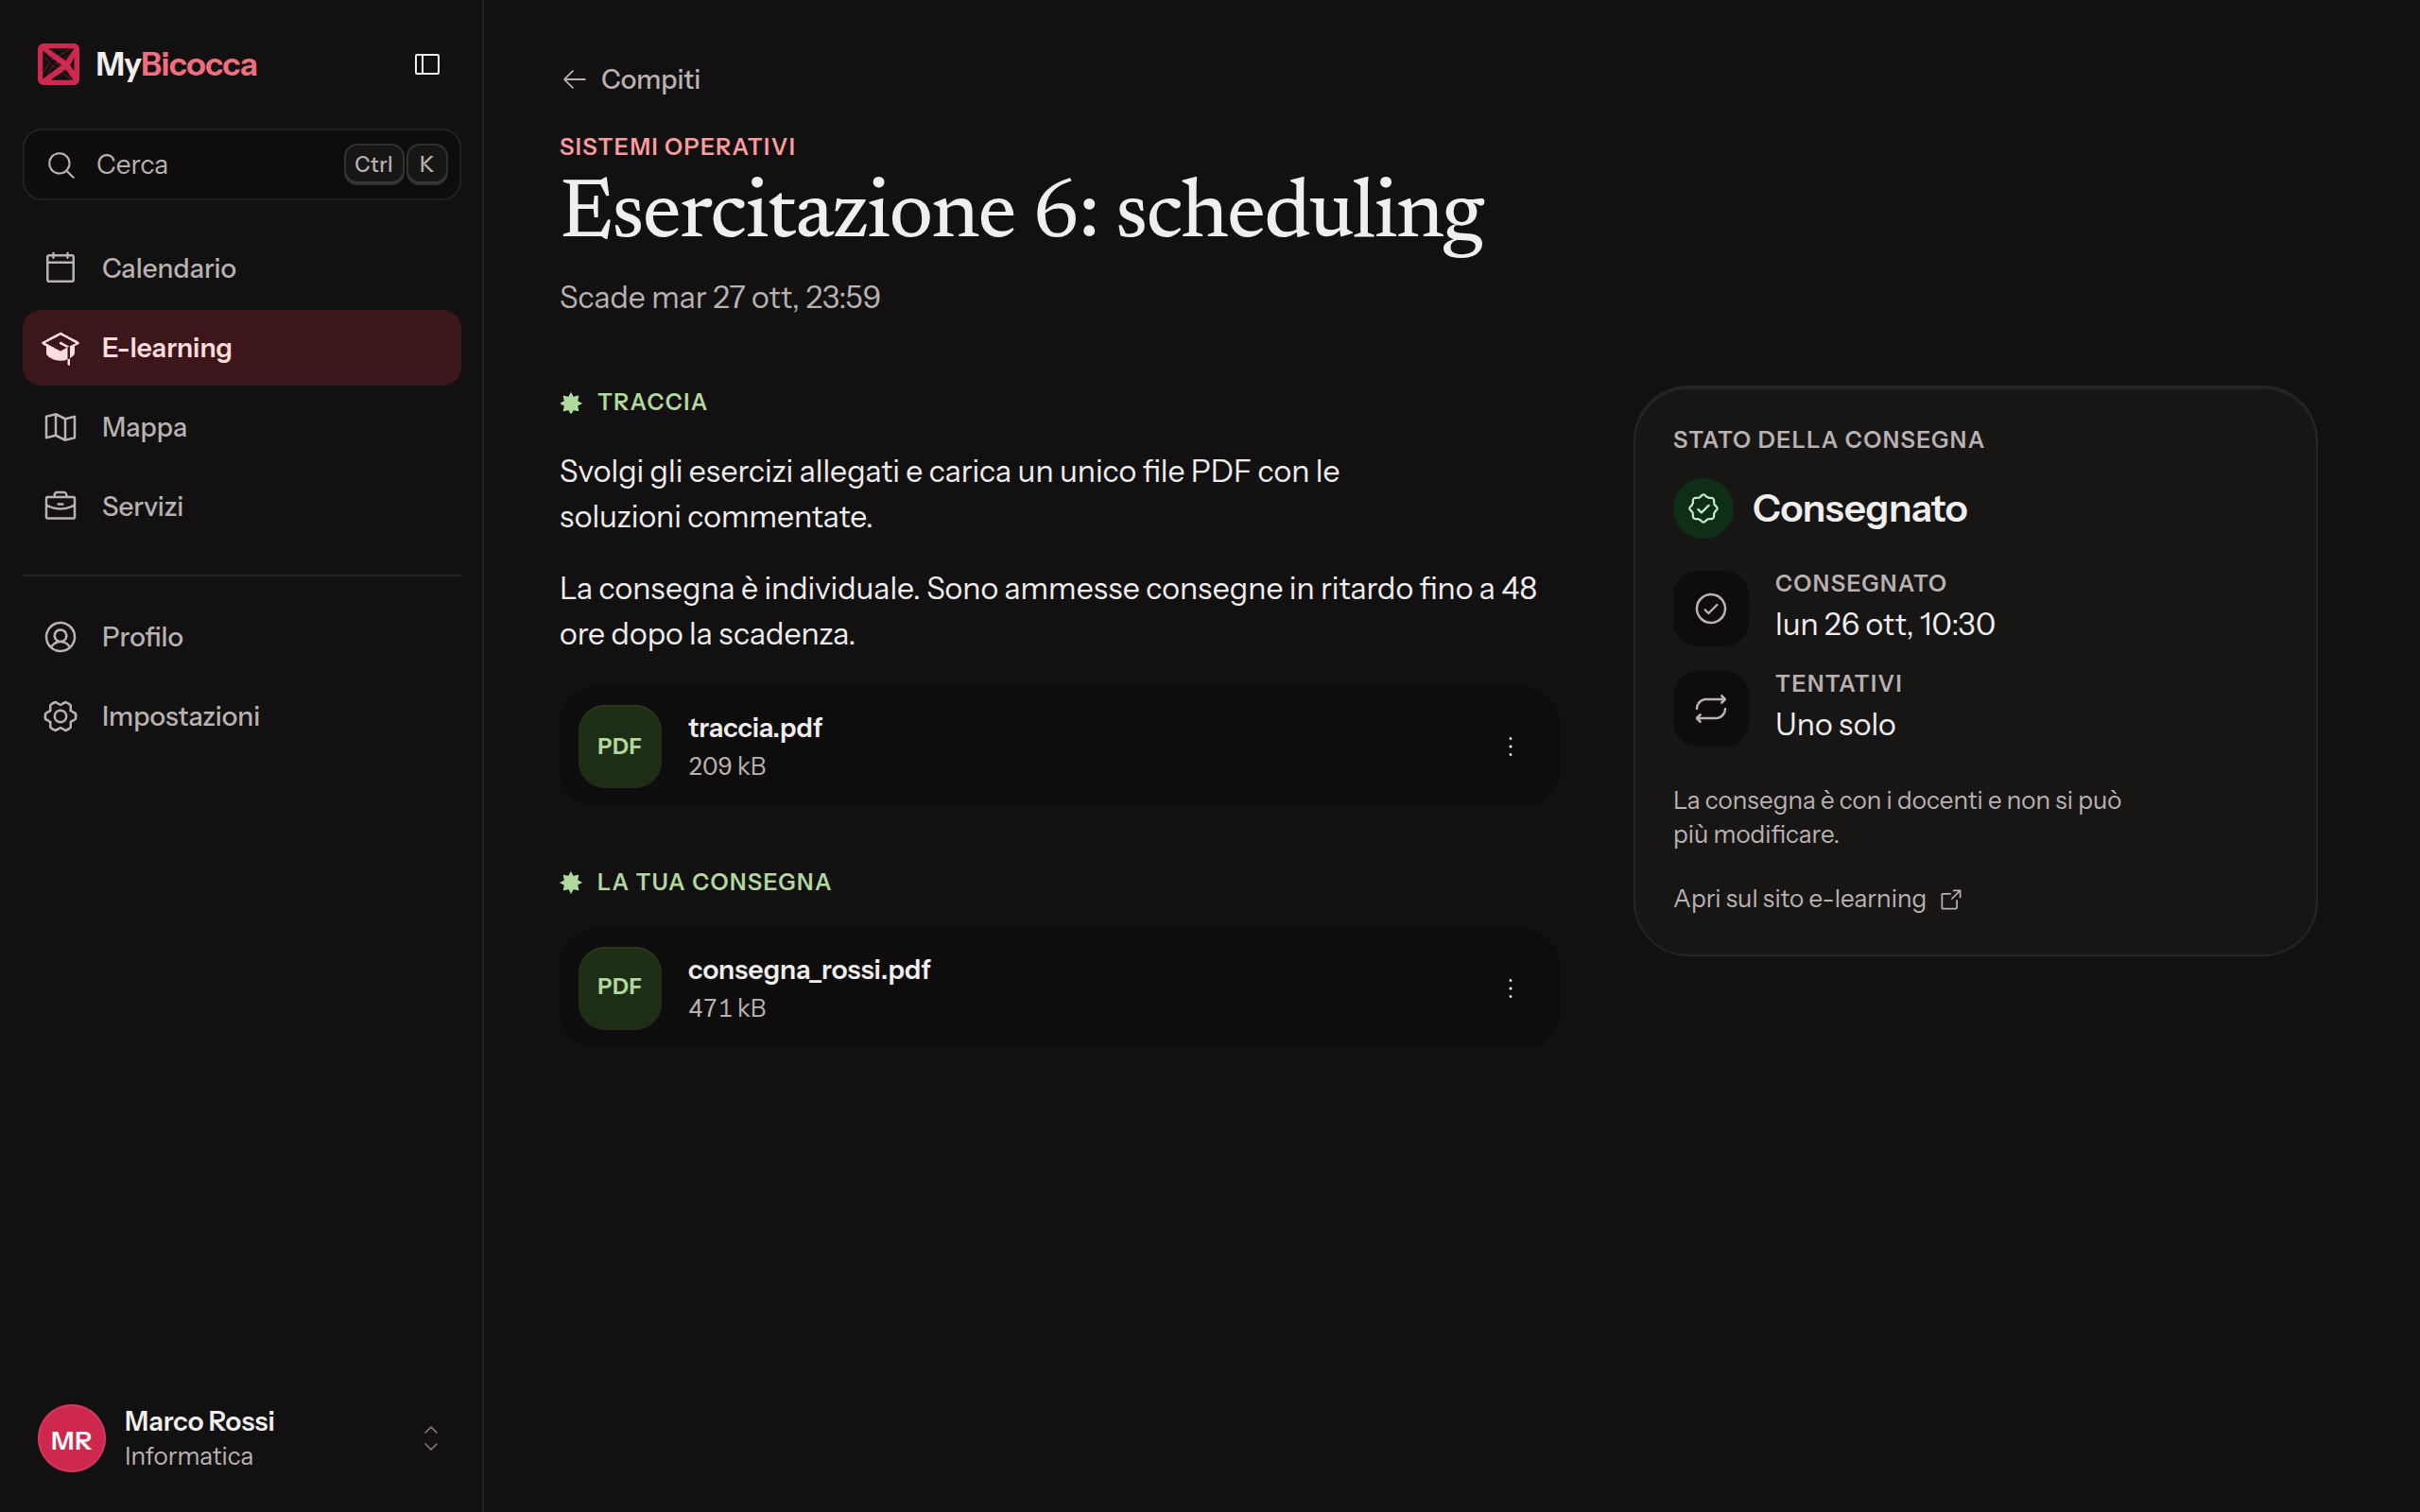 MyBicocca
Cerca
Ctrl K
Calendario
E-learning
Mappa
Servizi
Profilo
Impostazioni
Marco Rossi
Informatica
MR
Compiti
SISTEMI OPERATIVI
Esercitazione 6: scheduling
Scade mar 27 ott, 23:59
TRACCIA
Svolgi gli esercizi allegati e carica un unico file PDF con le
soluzioni commentate.
La consegna è individuale. Sono ammesse consegne in ritardo fino a 48
ore dopo la scadenza.
PDF
traccia.pdf
209 kB
LA TUA CONSEGNA
PDF
consegna_rossi.pdf
471 kB
STATO DELLA CONSEGNA
Consegnato
CONSEGNATO
lun 26 ott, 10:30
TENTATIVI
Uno solo
La consegna è con i docenti e non si può
più modificare.
Apri sul sito e-learning